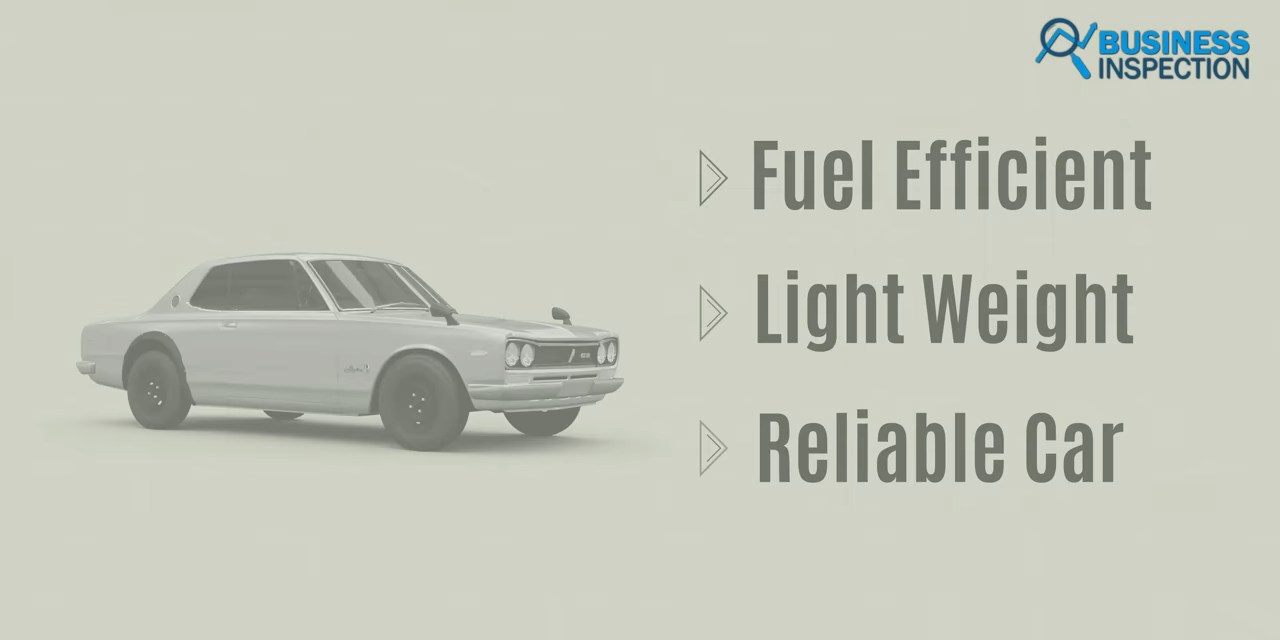 BUSINESS
INSPECTION
Fuel Efficient
Light Weight
Reliable Car